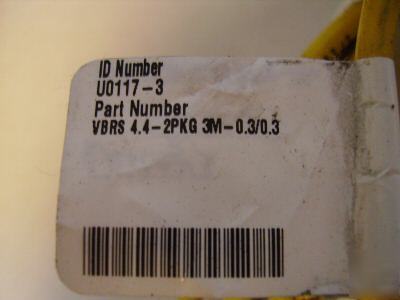 ID Number
U0117-3
Part Number
VBRS 4.4-2PKG 3M-0.3/0.3